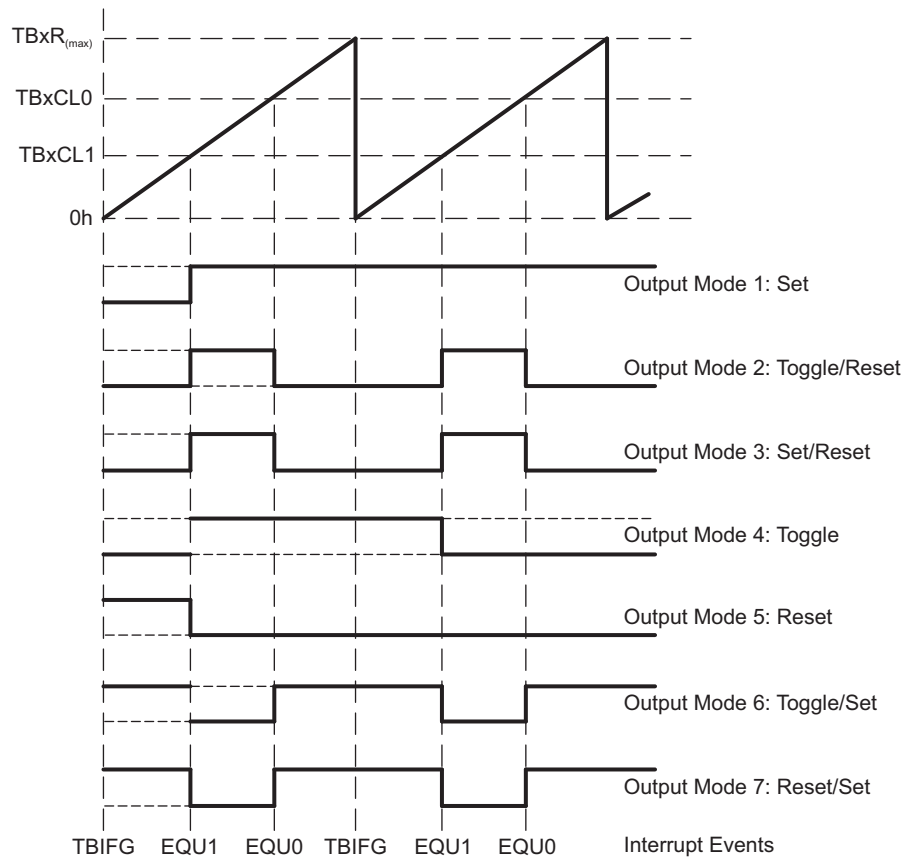 TBxR(max)
TBxCL0
TBxCL1
0h
Output Mode 1: Set
Output Mode 2: Toggle/Reset
Output Mode 3: Set/Reset
Output Mode 4: Toggle
Output Mode 5: Reset
Output Mode 6: Toggle/Set
Output Mode 7: Reset/Set
TBIFG EQU1 EQU0 TBIFG EQU1 EQU0 Interrupt Events